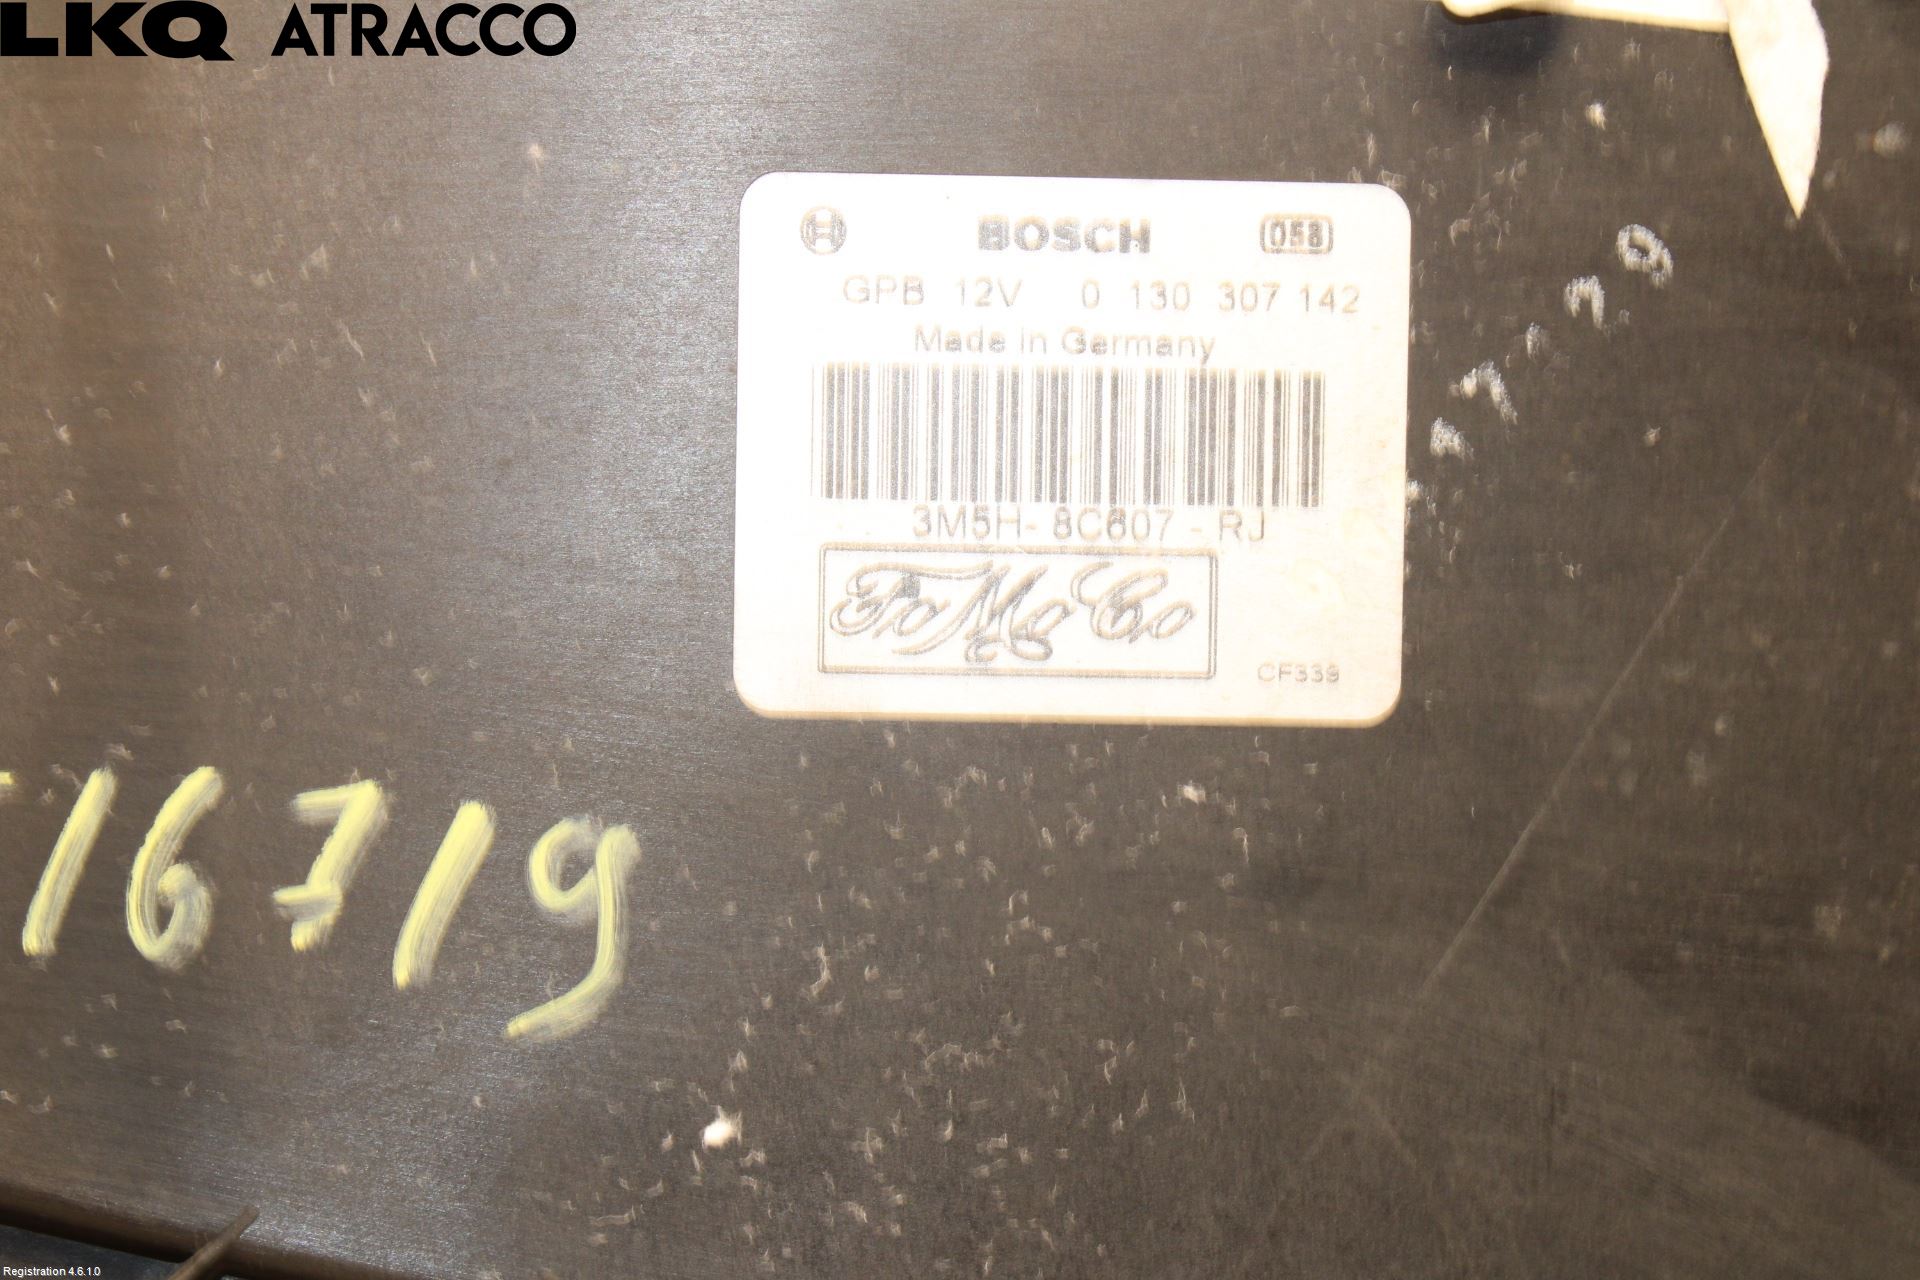 LKQ ATRACCO
BOSCH 058
GPB 12V 0 130 307 142
Made in Germany
3M5H-8C607-RJ
FoMoCo
CF339
16719
Registration 4.6.1.0